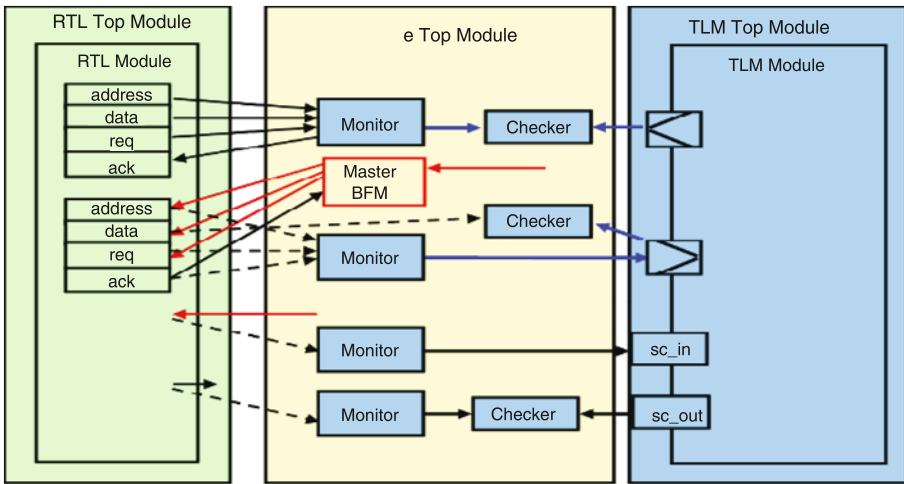 RTL Top Module
RTL Module
address
data
req
ack
address
data
req
ack
e Top Module
Monitor
Checker
Master
BFM
Checker
Monitor
Monitor
Monitor
Checker
TLM Top Module
TLM Module
sc_in
sc_out